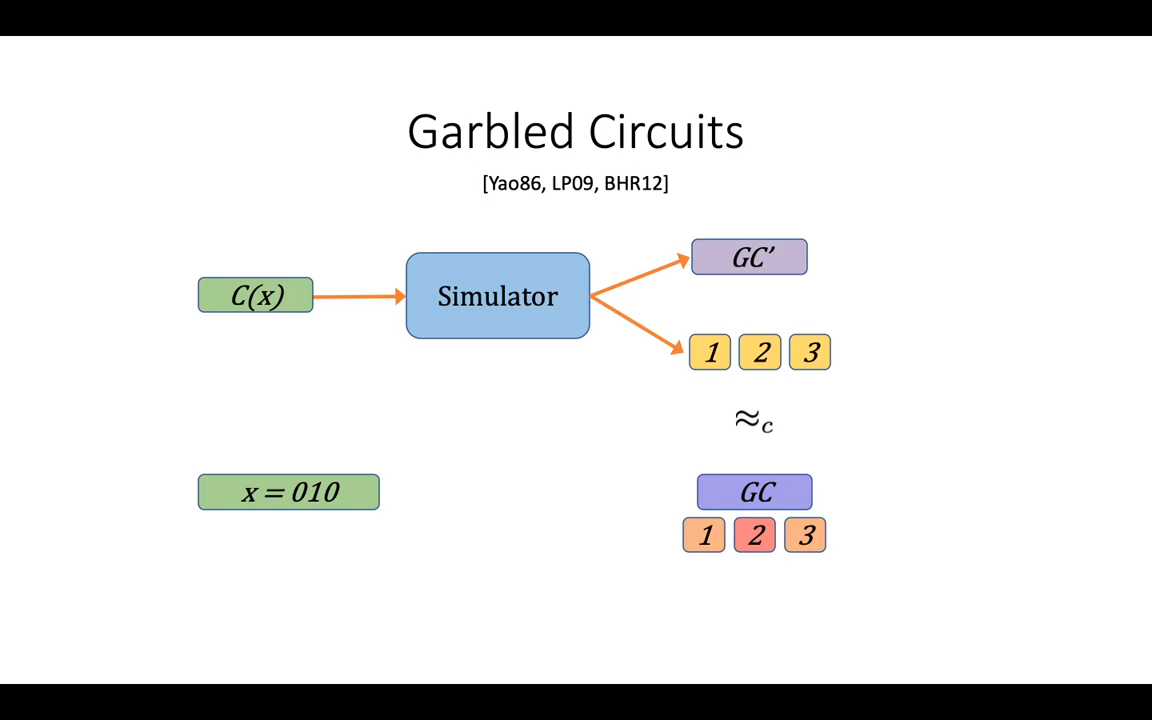 Garbled Circuits
[Yao86, LP09, BHR12]
C(x)
Simulator
GC'
1 2 3
≈c
x = 010
GC
1 2 3